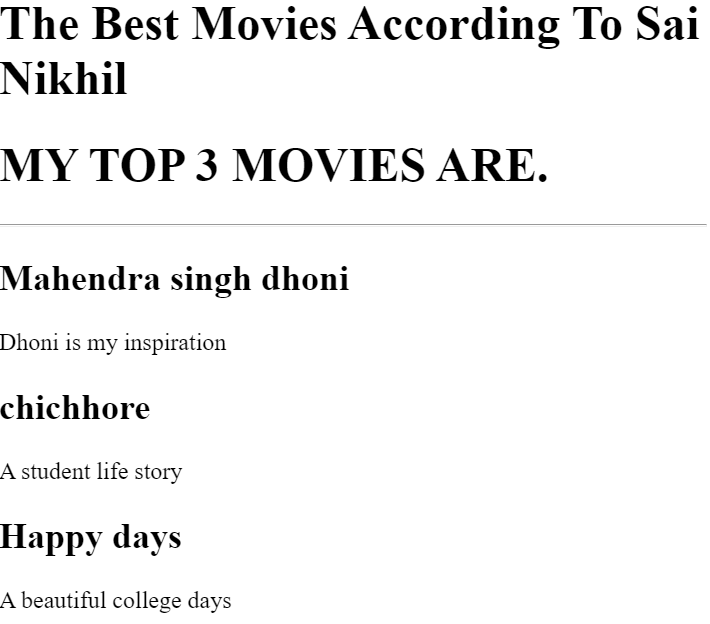 The Best Movies According To Sai
Nikhil
MY TOP 3 MOVIES ARE.
Mahendra singh dhoni
Dhoni is my inspiration
chichhore
A student life story
Happy days
A beautiful college days